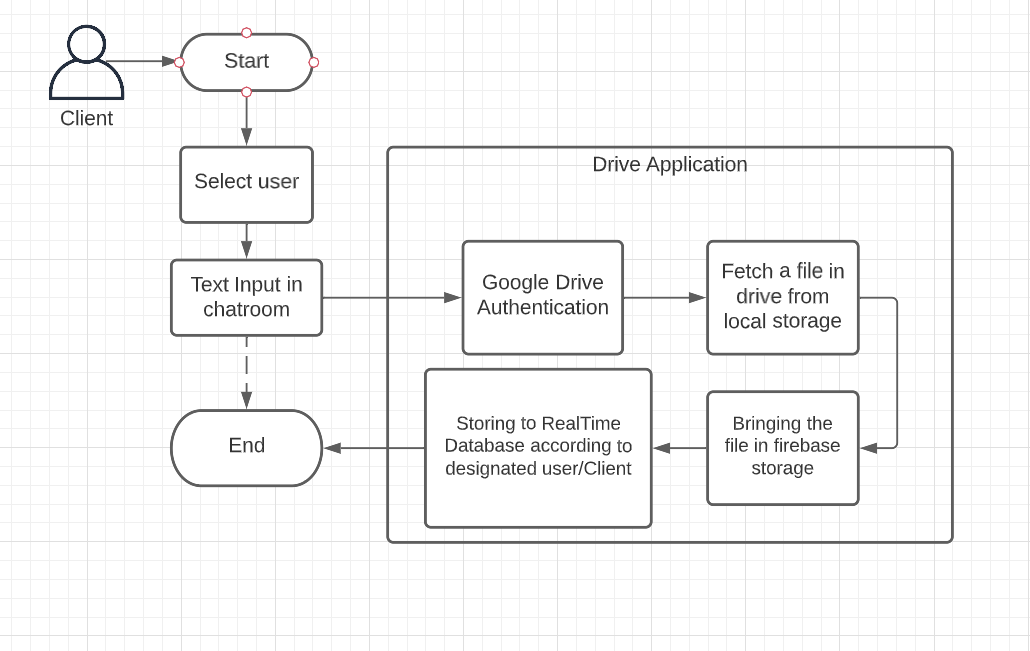 Start
Client
Select user
Drive Application
Text Input in
chatroom
Google Drive
Authentication
Fetch a file in
drive from
local storage
End
Storing to RealTime
Database according to
designated user/Client
Bringing the
file in firebase
storage